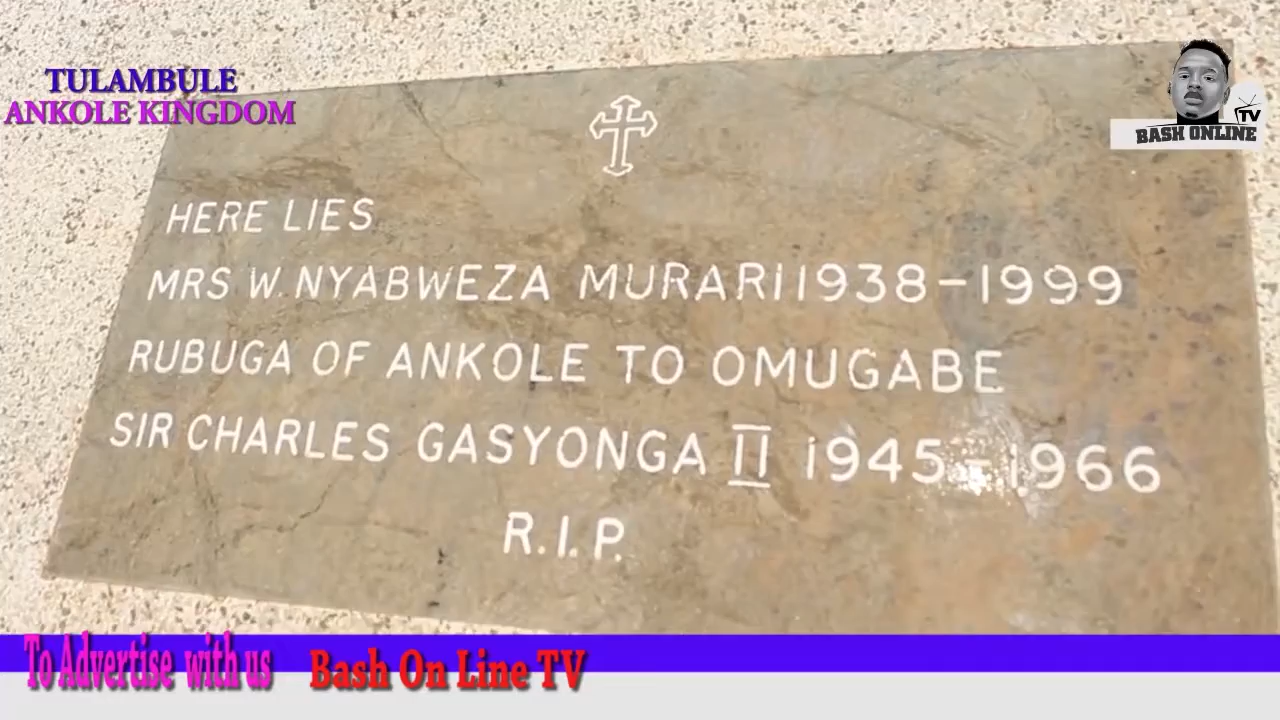 TULAMBULE
ANKOLE KINGDOM
TV
BASH ONLINE
HERE LIES
MRS W. NYABWEZA MURARI 1938-1999
RUBUGA OF ANKOLE TO OMUGABE
SIR CHARLES GASYONGA II 1945-1966
R.I.P.
To Advertise with us Bash On Line TV